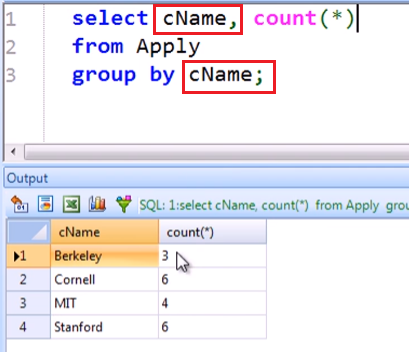 1 select cName, count(*)
2 from Apply
3 group by cName;
Output
SQL: 1:select cName, count(*) from Apply grou
cName count(*)
1 Berkeley 3
2 Cornell 6
3 MIT 4
4 Stanford 6